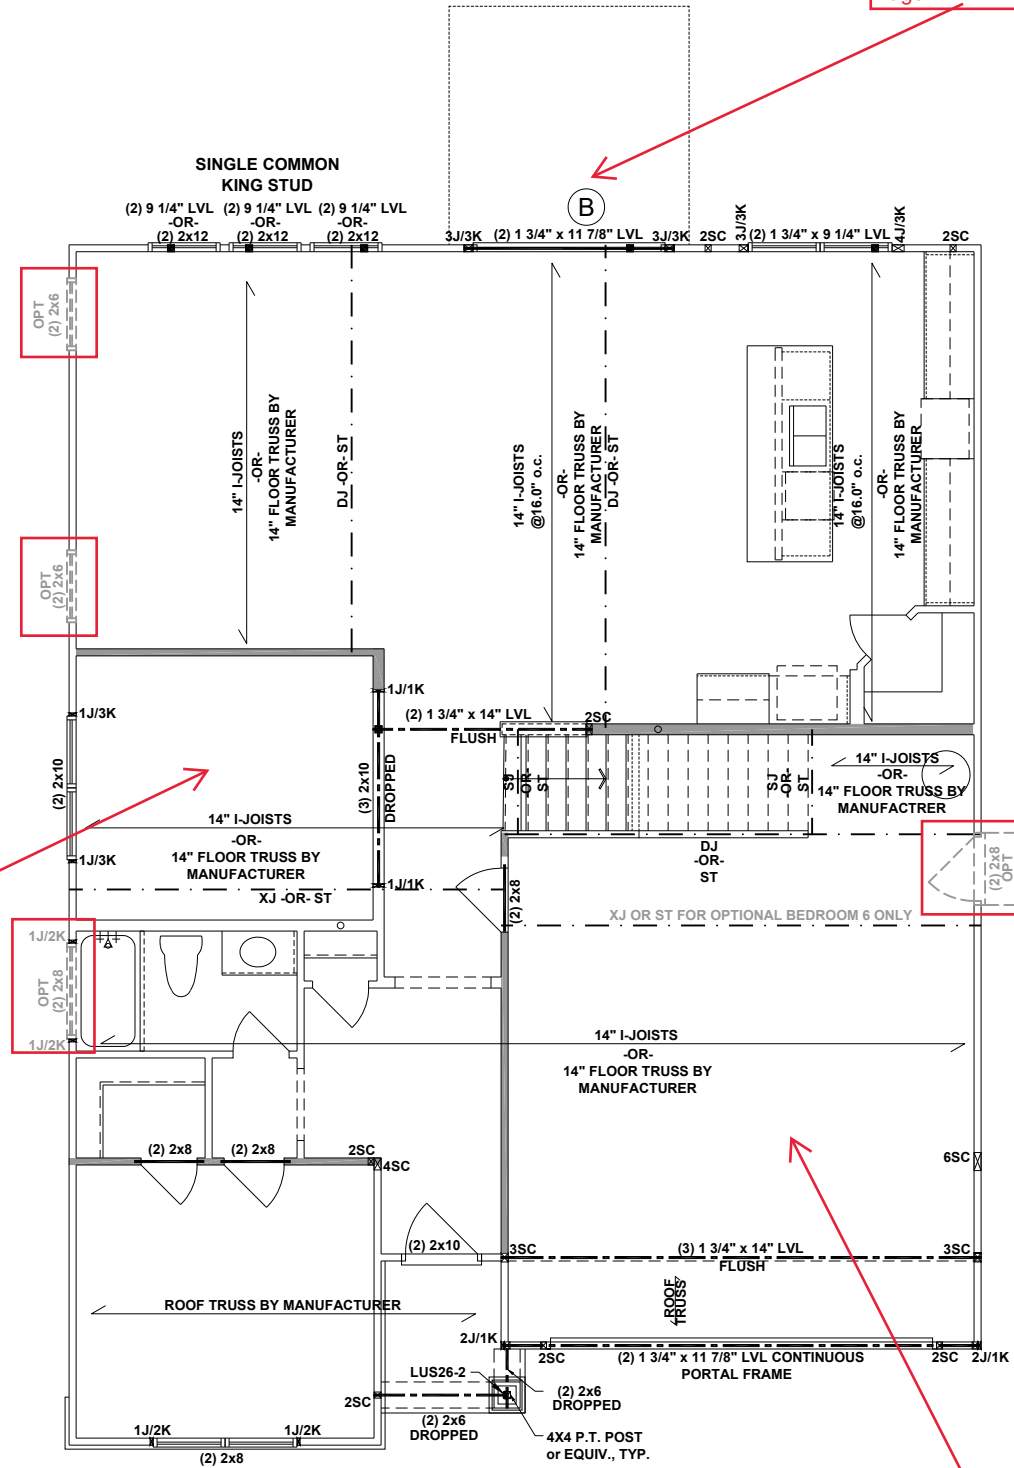 SINGLE COMMON
KING STUD
(2) 9 1/4" LVL
-OR-
(2) 2x12
(2) 9 1/4" LVL
-OR-
(2) 2x12
(2) 9 1/4" LVL
-OR-
(2) 2x12
B
3J/3K
(2) 1 3/4" x 11 7/8" LVL
3J/3K
2SC
3J/3K
(2) 1 3/4" x 9 1/4" LVL
4J/3K
2SC
OPT
(2) 2x6
14" I-JOISTS
-OR-
14" FLOOR TRUSS BY
MANUFACTURER
DJ -OR- ST
14" I-JOISTS
@16.0" o.c.
-OR-
14" FLOOR TRUSS BY
MANUFACTURER
DJ -OR- ST
14" I-JOISTS
@16.0" o.c.
-OR-
14" FLOOR TRUSS BY
MANUFACTURER
OPT
(2) 2x6
1J/3K
(2) 2x10
1J/3K
1J/1K
(2) 1 3/4" x 14" LVL
FLUSH
2SC
(3) 2x10
DROPPED
1J/1K
14" I-JOISTS
-OR-
14" FLOOR TRUSS BY
MANUFACTURER
XJ -OR- ST
SJ
-OR-
ST
SJ
-OR-
ST
14" I-JOISTS
-OR-
14" FLOOR TRUSS BY
MANUFACTRER
DJ
-OR-
ST
(2) 2x8
OPT
(2) 2x8
XJ OR ST FOR OPTIONAL BEDROOM 6 ONLY
1J/2K
OPT
(2) 2x8
1J/2K
14" I-JOISTS
-OR-
14" FLOOR TRUSS BY
MANUFACTURER
(2) 2x8
(2) 2x8
2SC
4SC
6SC
(2) 2x10
3SC
(3) 1 3/4" x 14" LVL
FLUSH
3SC
ROOF TRUSS BY MANUFACTURER
ROOF
TRUSS
2J/1K
2SC
(2) 1 3/4" x 11 7/8" LVL CONTINUOUS
PORTAL FRAME
2SC
2J/1K
LUS26-2
2SC
(2) 2x6
DROPPED
(2) 2x6
DROPPED
4X4 P.T. POST
or EQUIV., TYP.
1J/2K
1J/2K
(2) 2x8